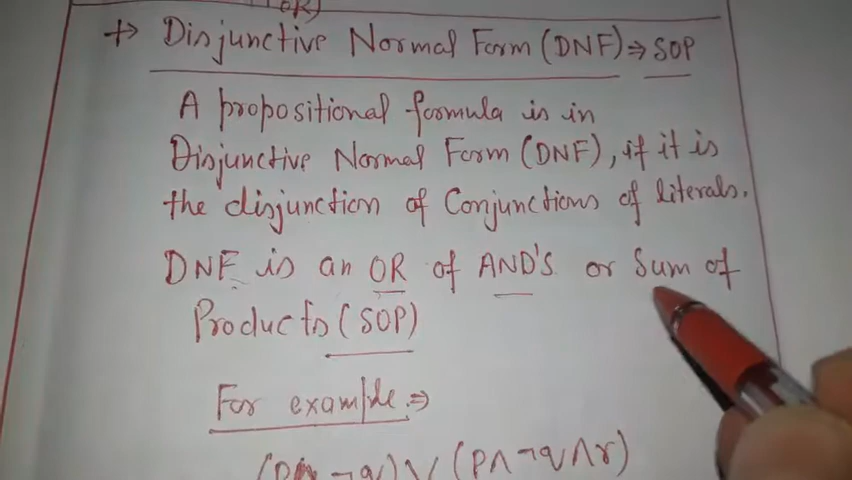 OR)
+> Disjunctive Normal Form (DNF) ⇒ SOP
A propositional formula is in
Disjunctive Normal Form (DNF), if it is
the disjunction of Conjunctions of literals.
DNF is an OR of AND's or Sum of
Products (SOP)
For example ⇒
(p∧¬q)∨(p∧¬q∧r)